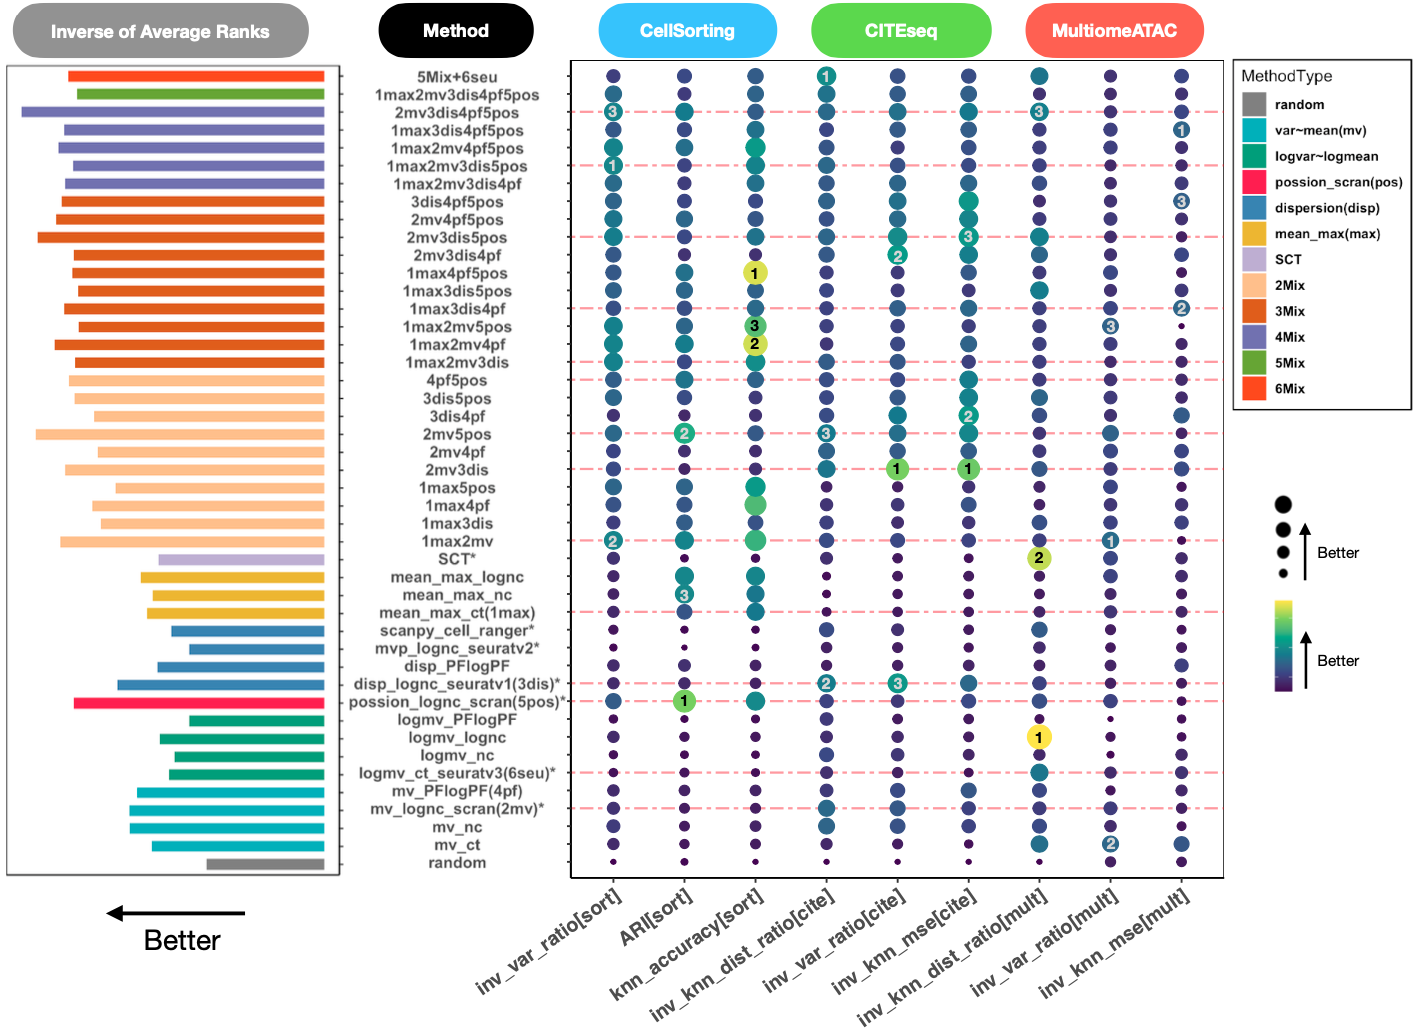 Inverse of Average Ranks
Method
CellSorting
CITEseq
MultiomeATAC
5Mix+6seu
1max2mv3dis4pf5pos
2mv3dis4pf5pos
1max3dis4pf5pos
1max2mv4pf5pos
1max2mv3dis5pos
1max2mv3dis4pf
3dis4pf5pos
2mv4pf5pos
2mv3dis5pos
2mv3dis4pf
1max4pf5pos
1max3dis5pos
1max3dis4pf
1max2mv5pos
1max2mv4pf
1max2mv3dis
4pf5pos
3dis5pos
3dis4pf
2mv5pos
2mv4pf
2mv3dis
1max5pos
1max4pf
1max3dis
1max2mv
SCT*
mean_max_lognc
mean_max_nc
mean_max_ct(1max)
scanpy_cell_ranger*
mvp_lognc_seuratv2*
disp_PFlogPF
disp_lognc_seuratv1(3dis)*
possion_lognc_scran(5pos)*
logmv_PFlogPF
logmv_lognc
logmv_nc
logmv_ct_seuratv3(6seu)*
mv_PFlogPF(4pf)
mv_lognc_scran(2mv)*
mv_nc
mv_ct
random
1
3 3
1
1
3
3
2
1
2
3 3
2
2
2 3
1 1
2 1
2
3
2 3
1
1
2
inv_var_ratio[sort]
ARI[sort]
knn_accuracy[sort]
inv_knn_dist_ratio[cite]
inv_var_ratio[cite]
inv_knn_mse[cite]
inv_knn_dist_ratio[mult]
inv_var_ratio[mult]
inv_knn_mse[mult]
Better
MethodType
random
var~mean(mv)
logvar~logmean
possion_scran(pos)
dispersion(disp)
mean_max(max)
SCT
2Mix
3Mix
4Mix
5Mix
6Mix
Better
Better